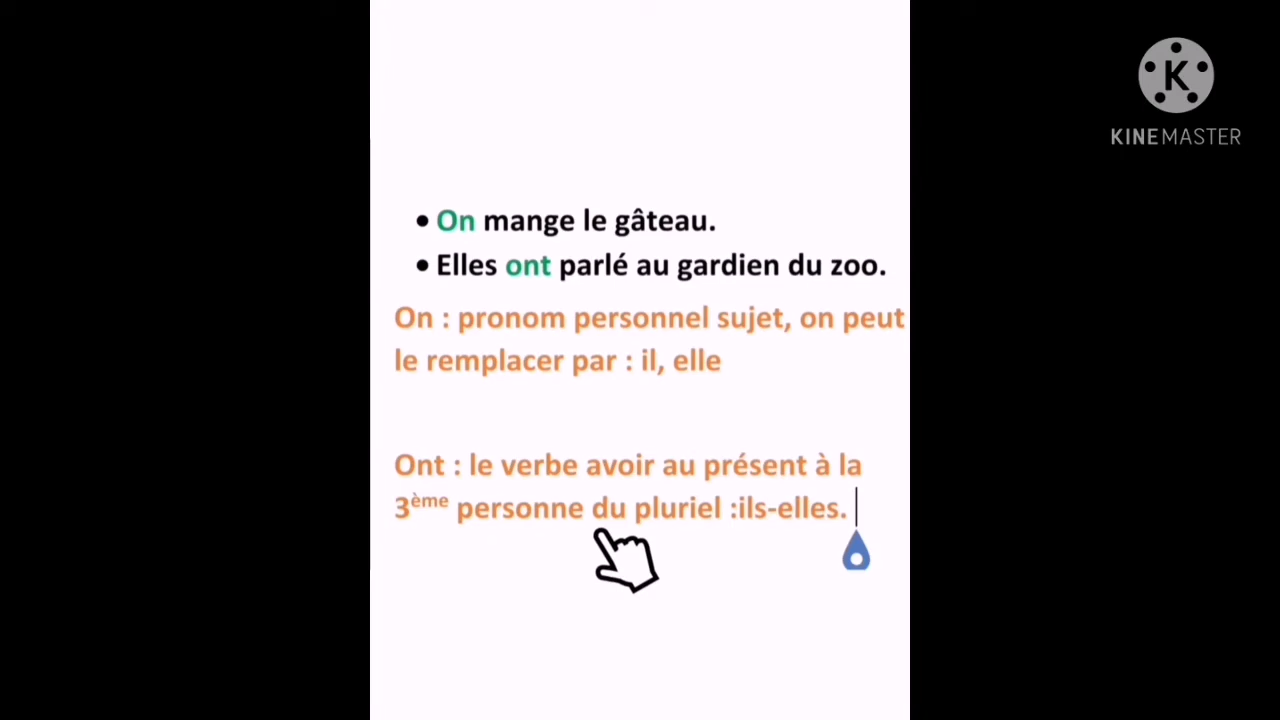 K
KINEMASTER
• On mange le gâteau.
• Elles ont parlé au gardien du zoo.
On : pronom personnel sujet, on peut
le remplacer par : il, elle
Ont : le verbe avoir au présent à la
3ème personne du pluriel :ils-elles.